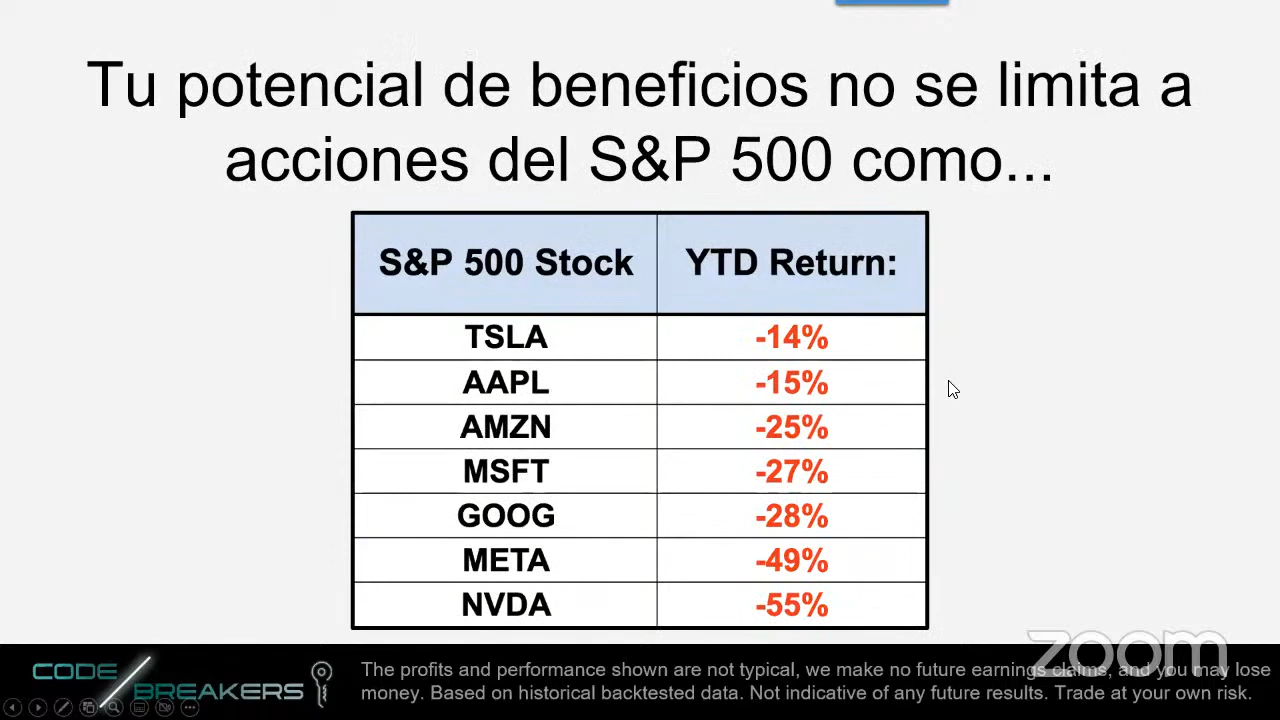 Tu potencial de beneficios no se limita a
acciones del S&P 500 como...
S&P 500 Stock YTD Return:
TSLA -14%
AAPL -15%
AMZN -25%
MSFT -27%
GOOG -28%
META -49%
NVDA -55%
zoom
CODE
BREAKERS
The profits and performance shown are not typical, we make no future earnings claims, and you may lose
money. Based on historical backtested data. Not indicative of any future results. Trade at your own risk.